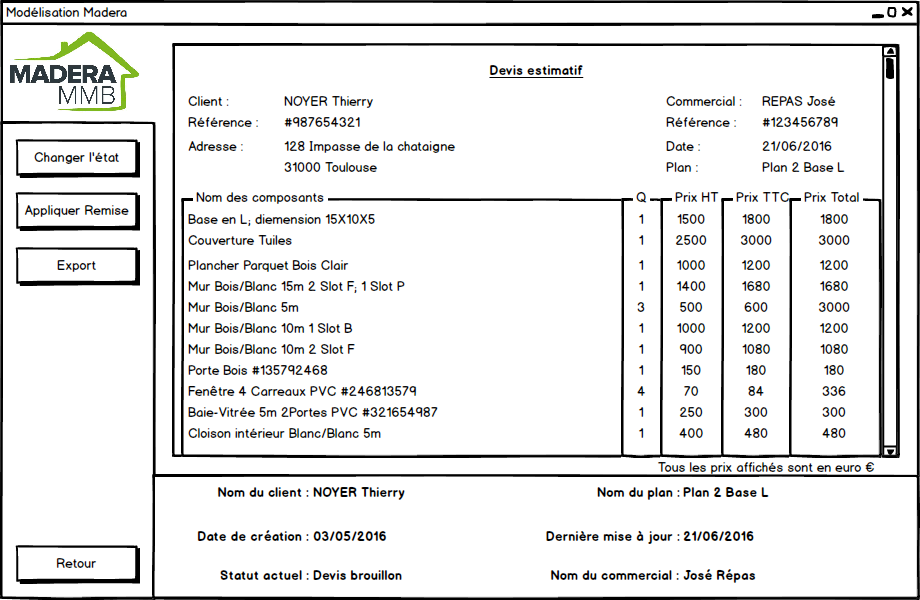 Modélisation Madera
MADERA
MMB
Changer l'état
Appliquer Remise
Export
Retour
Devis estimatif
Client : NOYER Thierry Commercial : REPAS José
Référence : #987654321 Référence : #123456789
Adresse : 128 Impasse de la chataigne Date : 21/06/2016
31000 Toulouse Plan : Plan 2 Base L
Nom des composants Q Prix HT Prix TTC Prix Total
Base en L; diemension 15X10X5 1 1500 1800 1800
Couverture Tuiles 1 2500 3000 3000
Plancher Parquet Bois Clair 1 1000 1200 1200
Mur Bois/Blanc 15m 2 Slot F; 1 Slot P 1 1400 1680 1680
Mur Bois/Blanc 5m 3 500 600 3000
Mur Bois/Blanc 10m 1 Slot B 1 1000 1200 1200
Mur Bois/Blanc 10m 2 Slot F 1 900 1080 1080
Porte Bois #135792468 1 150 180 180
Fenêtre 4 Carreaux PVC #246813579 4 70 84 336
Baie-Vitrée 5m 2Portes PVC #321654987 1 250 300 300
Cloison intérieur Blanc/Blanc 5m 1 400 480 480
Tous les prix affichés sont en euro €
Nom du client : NOYER Thierry Nom du plan : Plan 2 Base L
Date de création : 03/05/2016 Dernière mise à jour : 21/06/2016
Statut actuel : Devis brouillon Nom du commercial : José Répas